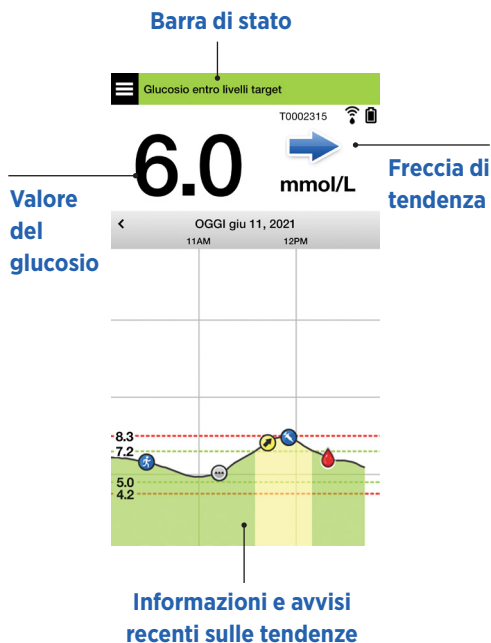 Barra di stato
Glucosio entro livelli target
T0002315
6.0
mmol/L
Freccia di
tendenza
Valore
del
glucosio
OGGI giu 11, 2021
11AM
12PM
8.3
7.2
5.0
4.2
Informazioni e avvisi
recenti sulle tendenze